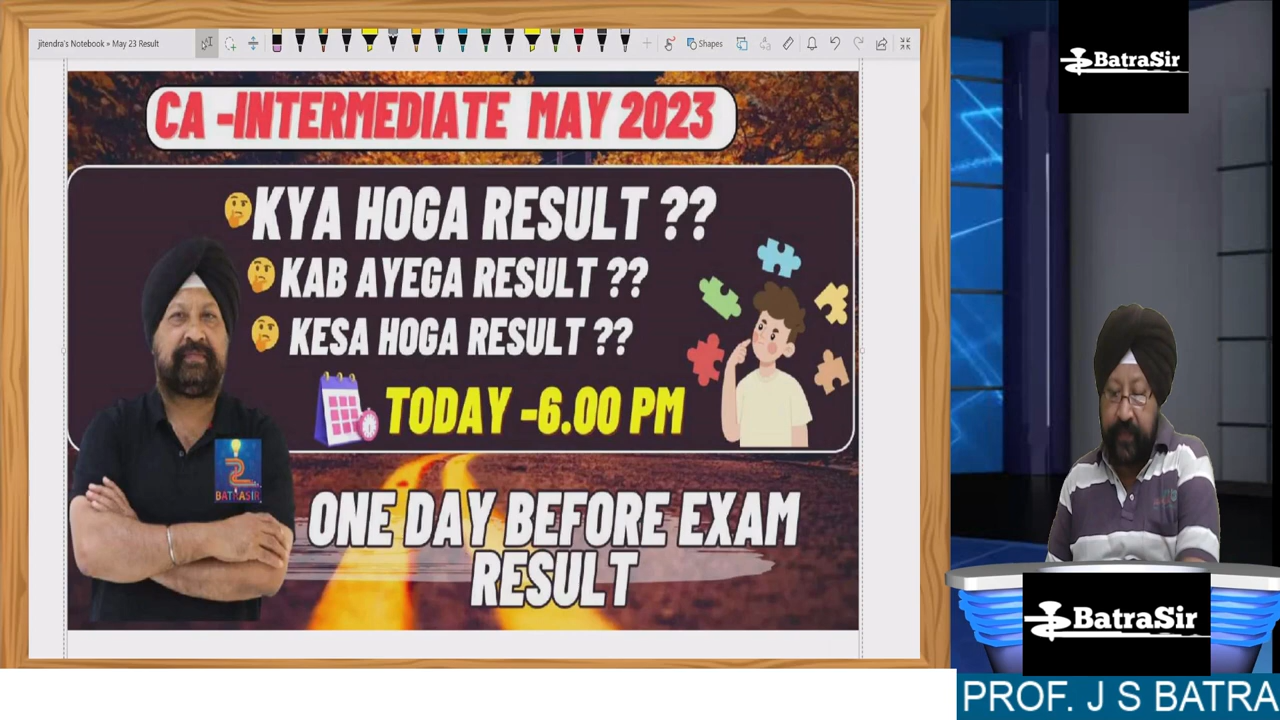 jitendra's Notebook » May 23 Result
Shapes
CA -INTERMEDIATE MAY 2023
KYA HOGA RESULT ??
KAB AYEGA RESULT ??
KESA HOGA RESULT ??
TODAY -6.00 PM
BATRASIR
ONE DAY BEFORE EXAM
RESULT
BatraSir
BatraSir
PROF. J S BATRA